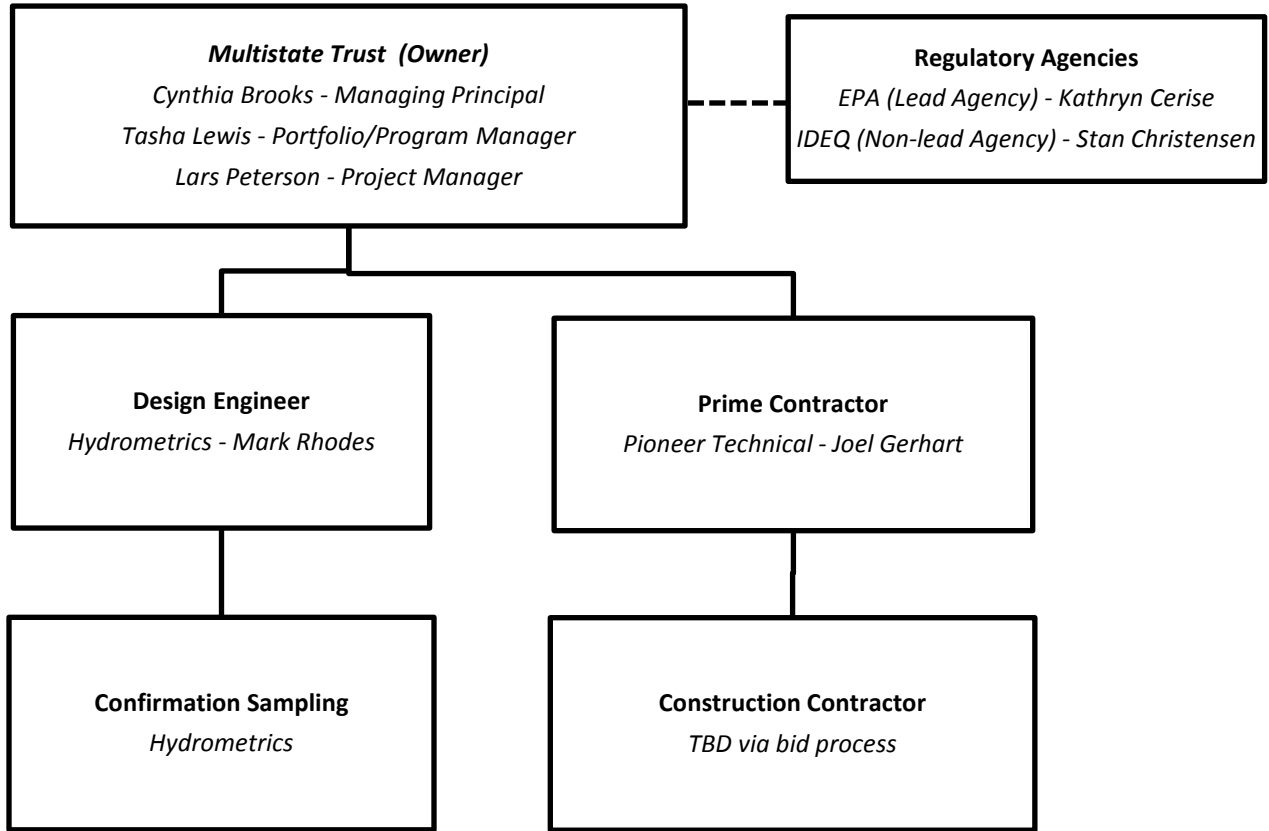 Multistate Trust (Owner)
Cynthia Brooks - Managing Principal
Tasha Lewis - Portfolio/Program Manager
Lars Peterson - Project Manager
Regulatory Agencies
EPA (Lead Agency) - Kathryn Cerise
IDEQ (Non-lead Agency) - Stan Christensen
Design Engineer
Hydrometrics - Mark Rhodes
Prime Contractor
Pioneer Technical - Joel Gerhart
Confirmation Sampling
Hydrometrics
Construction Contractor
TBD via bid process